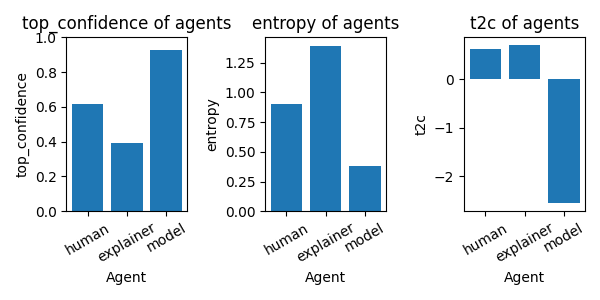 top_confidence of agents
entropy of agents
t2c of agents
top_confidence
1.0
0.8
0.6
0.4
0.2
0.0
human
explainer
model
Agent
entropy
1.25
1.00
0.75
0.50
0.25
0.00
human
explainer
model
Agent
t2c
0
−1
−2
human
explainer
model
Agent